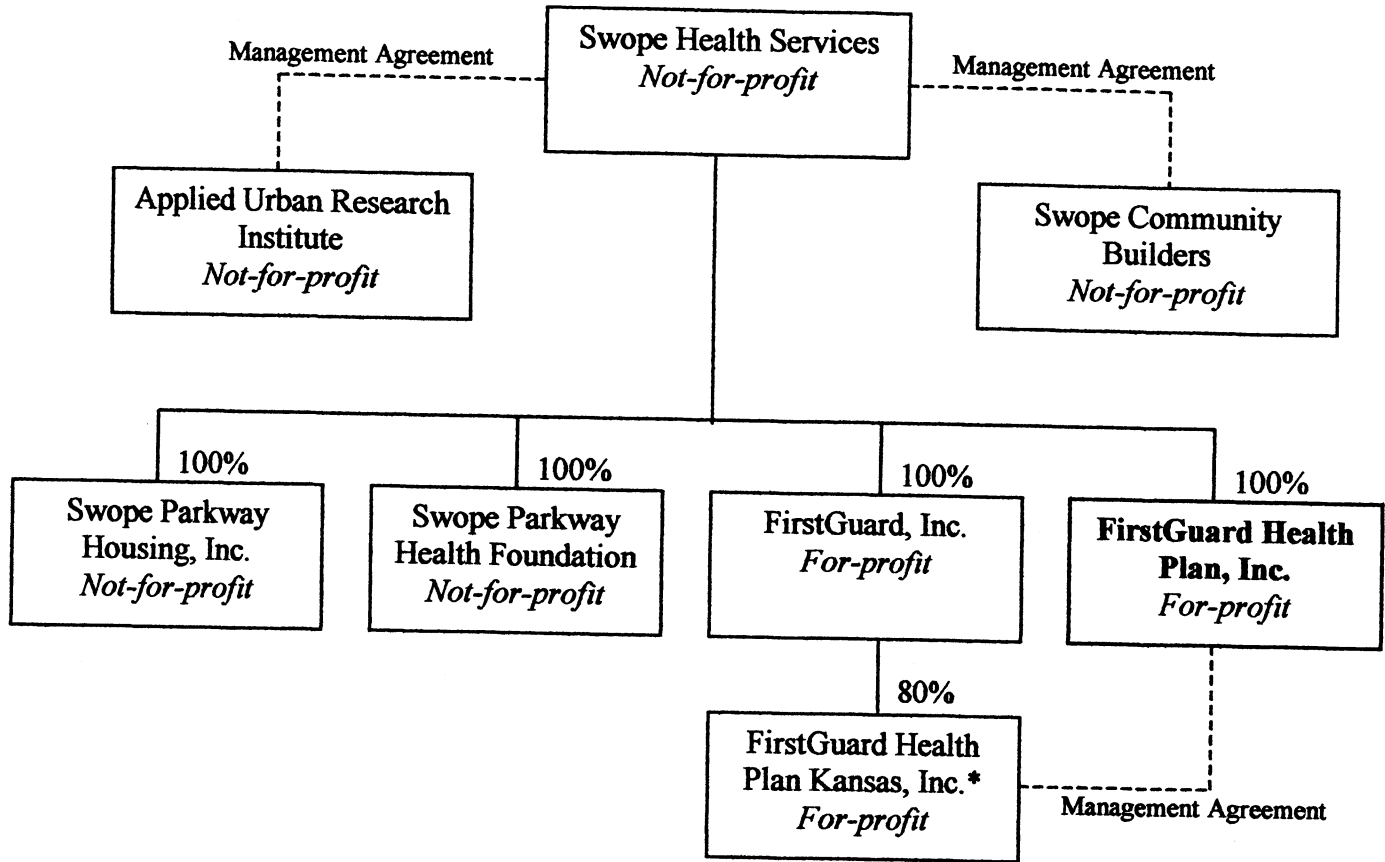 Swope Health Services
Not-for-profit
Management Agreement
Management Agreement
Applied Urban Research
Institute
Not-for-profit
Swope Community
Builders
Not-for-profit
100%
100%
100%
100%
Swope Parkway
Housing, Inc.
Not-for-profit
Swope Parkway
Health Foundation
Not-for-profit
FirstGuard, Inc.
For-profit
FirstGuard Health
Plan, Inc.
For-profit
80%
FirstGuard Health
Plan Kansas, Inc.*
For-profit
Management Agreement